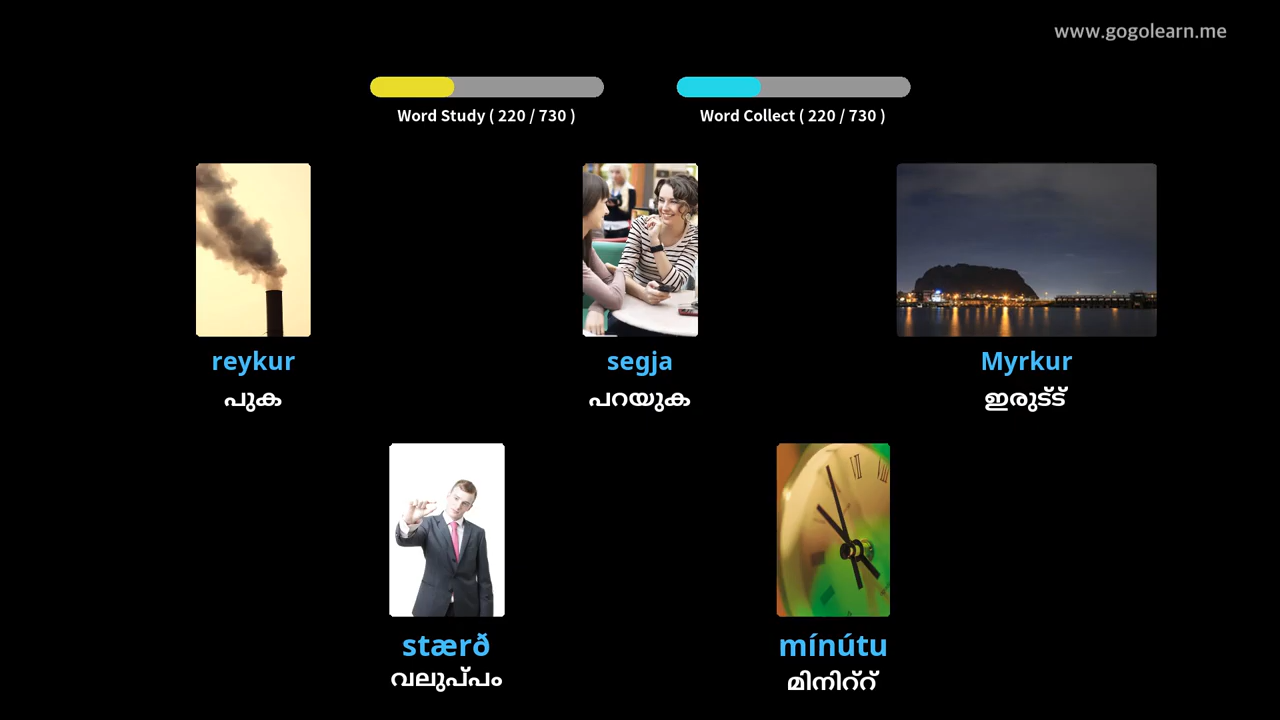 www.gogolearn.me
Word Study ( 220 / 730 )
Word Collect ( 220 / 730 )
reykur
segja
Myrkur
പുക
പറയുക
ഇരുട്ട്
stærð
mínútu
വലുപ്പം
മിനിറ്റ്